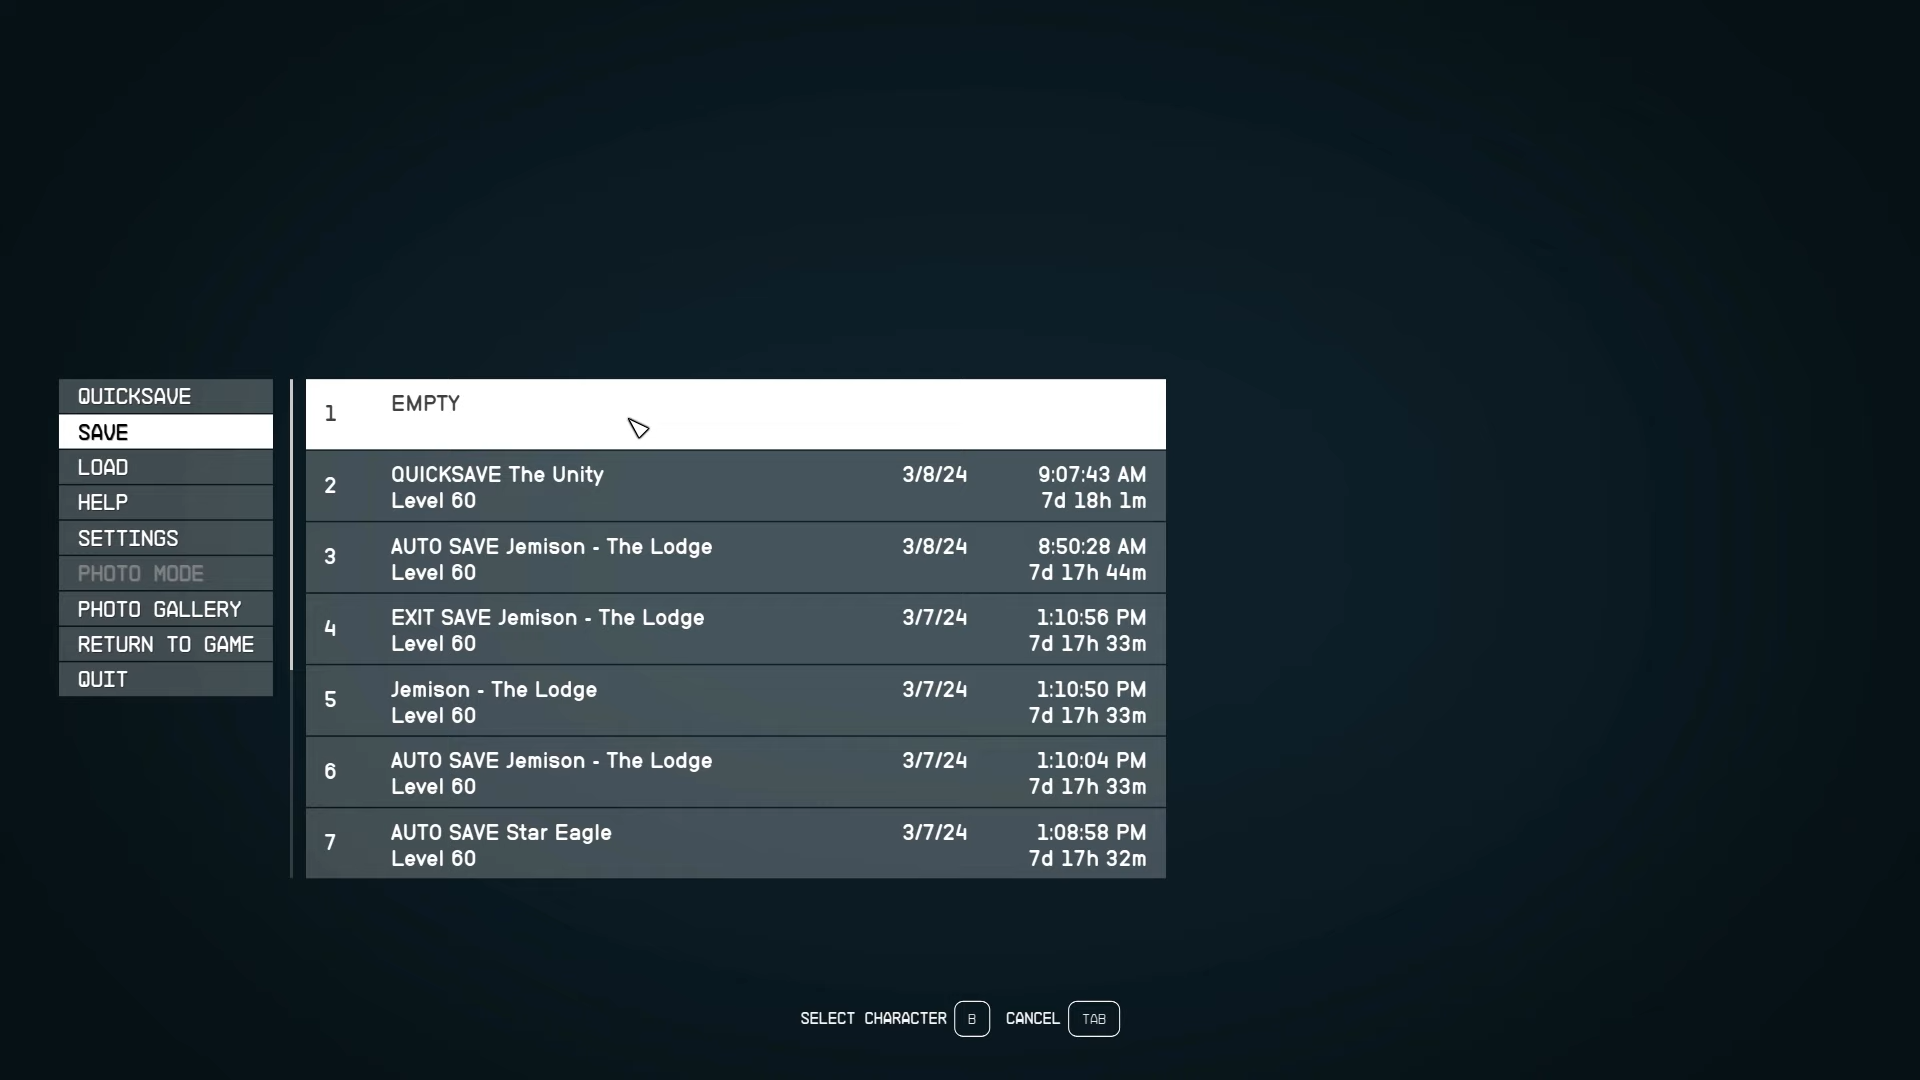 QUICKSAVE
SAVE
LOAD
HELP
SETTINGS
PHOTO MODE
PHOTO GALLERY
RETURN TO GAME
QUIT
1 EMPTY
2 QUICKSAVE The Unity 3/8/24 9:07:43 AM
Level 60 7d 18h 1m
3 AUTO SAVE Jemison - The Lodge 3/8/24 8:50:28 AM
Level 60 7d 17h 44m
4 EXIT SAVE Jemison - The Lodge 3/7/24 1:10:56 PM
Level 60 7d 17h 33m
5 Jemison - The Lodge 3/7/24 1:10:50 PM
Level 60 7d 17h 33m
6 AUTO SAVE Jemison - The Lodge 3/7/24 1:10:04 PM
Level 60 7d 17h 33m
7 AUTO SAVE Star Eagle 3/7/24 1:08:58 PM
Level 60 7d 17h 32m
SELECT CHARACTER B CANCEL TAB